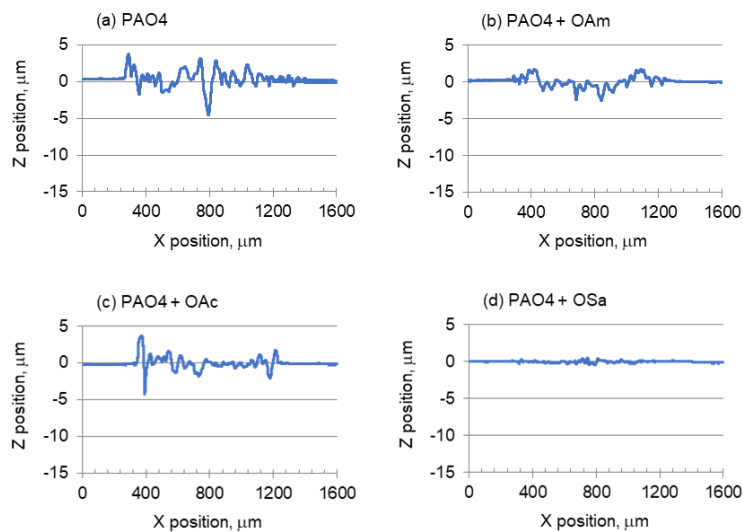 (a) PAO4
5
0
-5
-10
-15
Z position, μm
0 400 800 1200 1600
X position, μm
(b) PAO4 + OAm
5
0
-5
-10
-15
Z position, μm
0 400 800 1200 1600
X position, μm
(c) PAO4 + OAc
5
0
-5
-10
-15
Z position, μm
0 400 800 1200 1600
X position, μm
(d) PAO4 + OSa
5
0
-5
-10
-15
Z position, μm
0 400 800 1200 1600
X position, μm